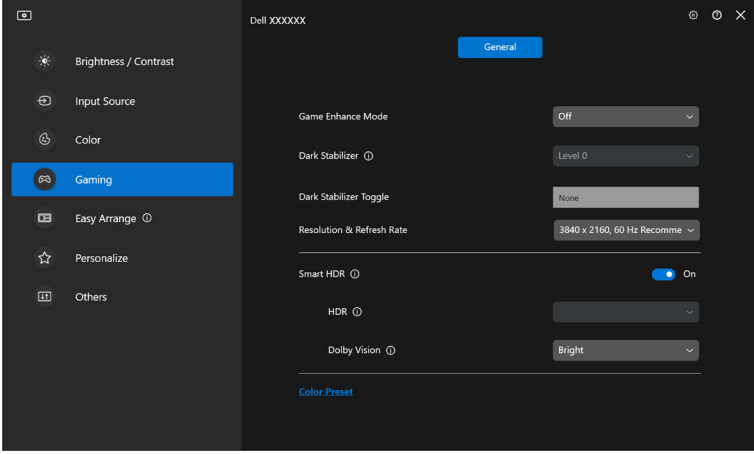 Dell XXXXXX
General
Brightness / Contrast
Input Source
Color
Gaming
Easy Arrange
Personalize
Others
Game Enhance Mode
Off
Dark Stabilizer
Level 0
Dark Stabilizer Toggle
None
Resolution & Refresh Rate
3840 x 2160, 60 Hz Recomme
Smart HDR
On
HDR
Dolby Vision
Bright
Color Preset